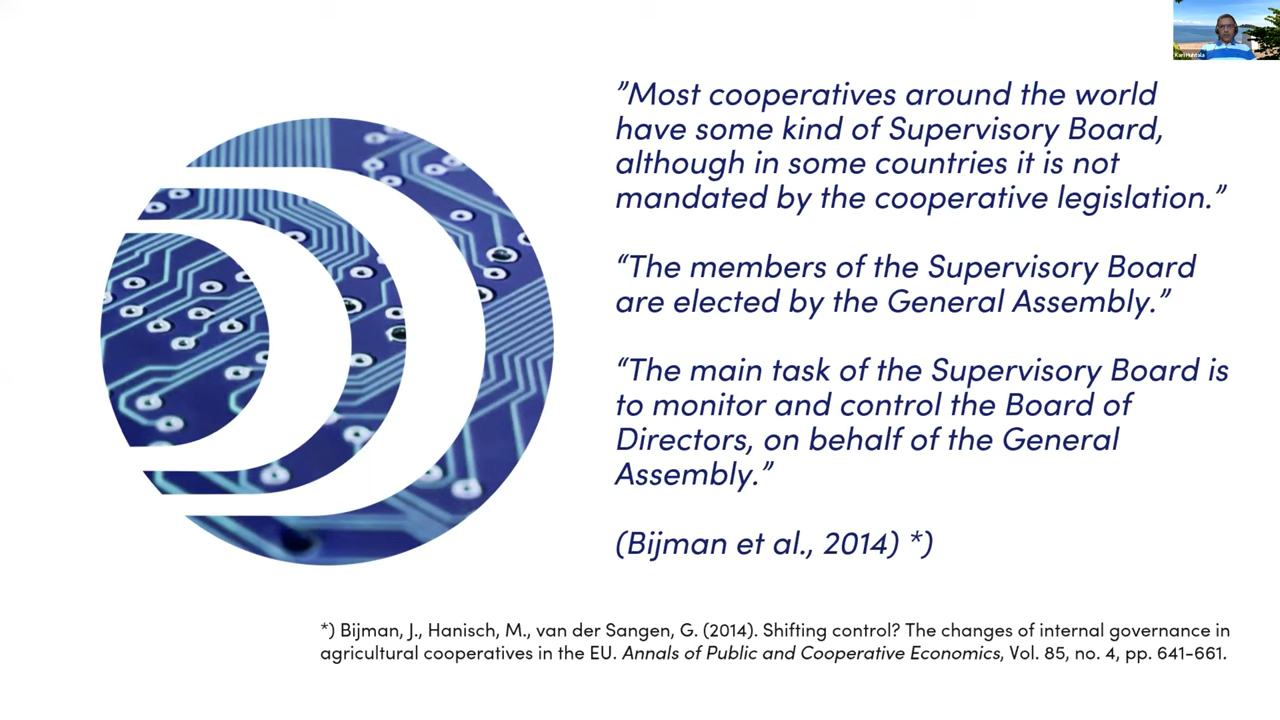 Kari Huhtala
”Most cooperatives around the world
have some kind of Supervisory Board,
although in some countries it is not
mandated by the cooperative legislation.”
“The members of the Supervisory Board
are elected by the General Assembly.”
“The main task of the Supervisory Board is
to monitor and control the Board of
Directors, on behalf of the General
Assembly.”
(Bijman et al., 2014) *)
*) Bijman, J., Hanisch, M., van der Sangen, G. (2014). Shifting control? The changes of internal governance in
agricultural cooperatives in the EU. Annals of Public and Cooperative Economics, Vol. 85, no. 4, pp. 641-661.